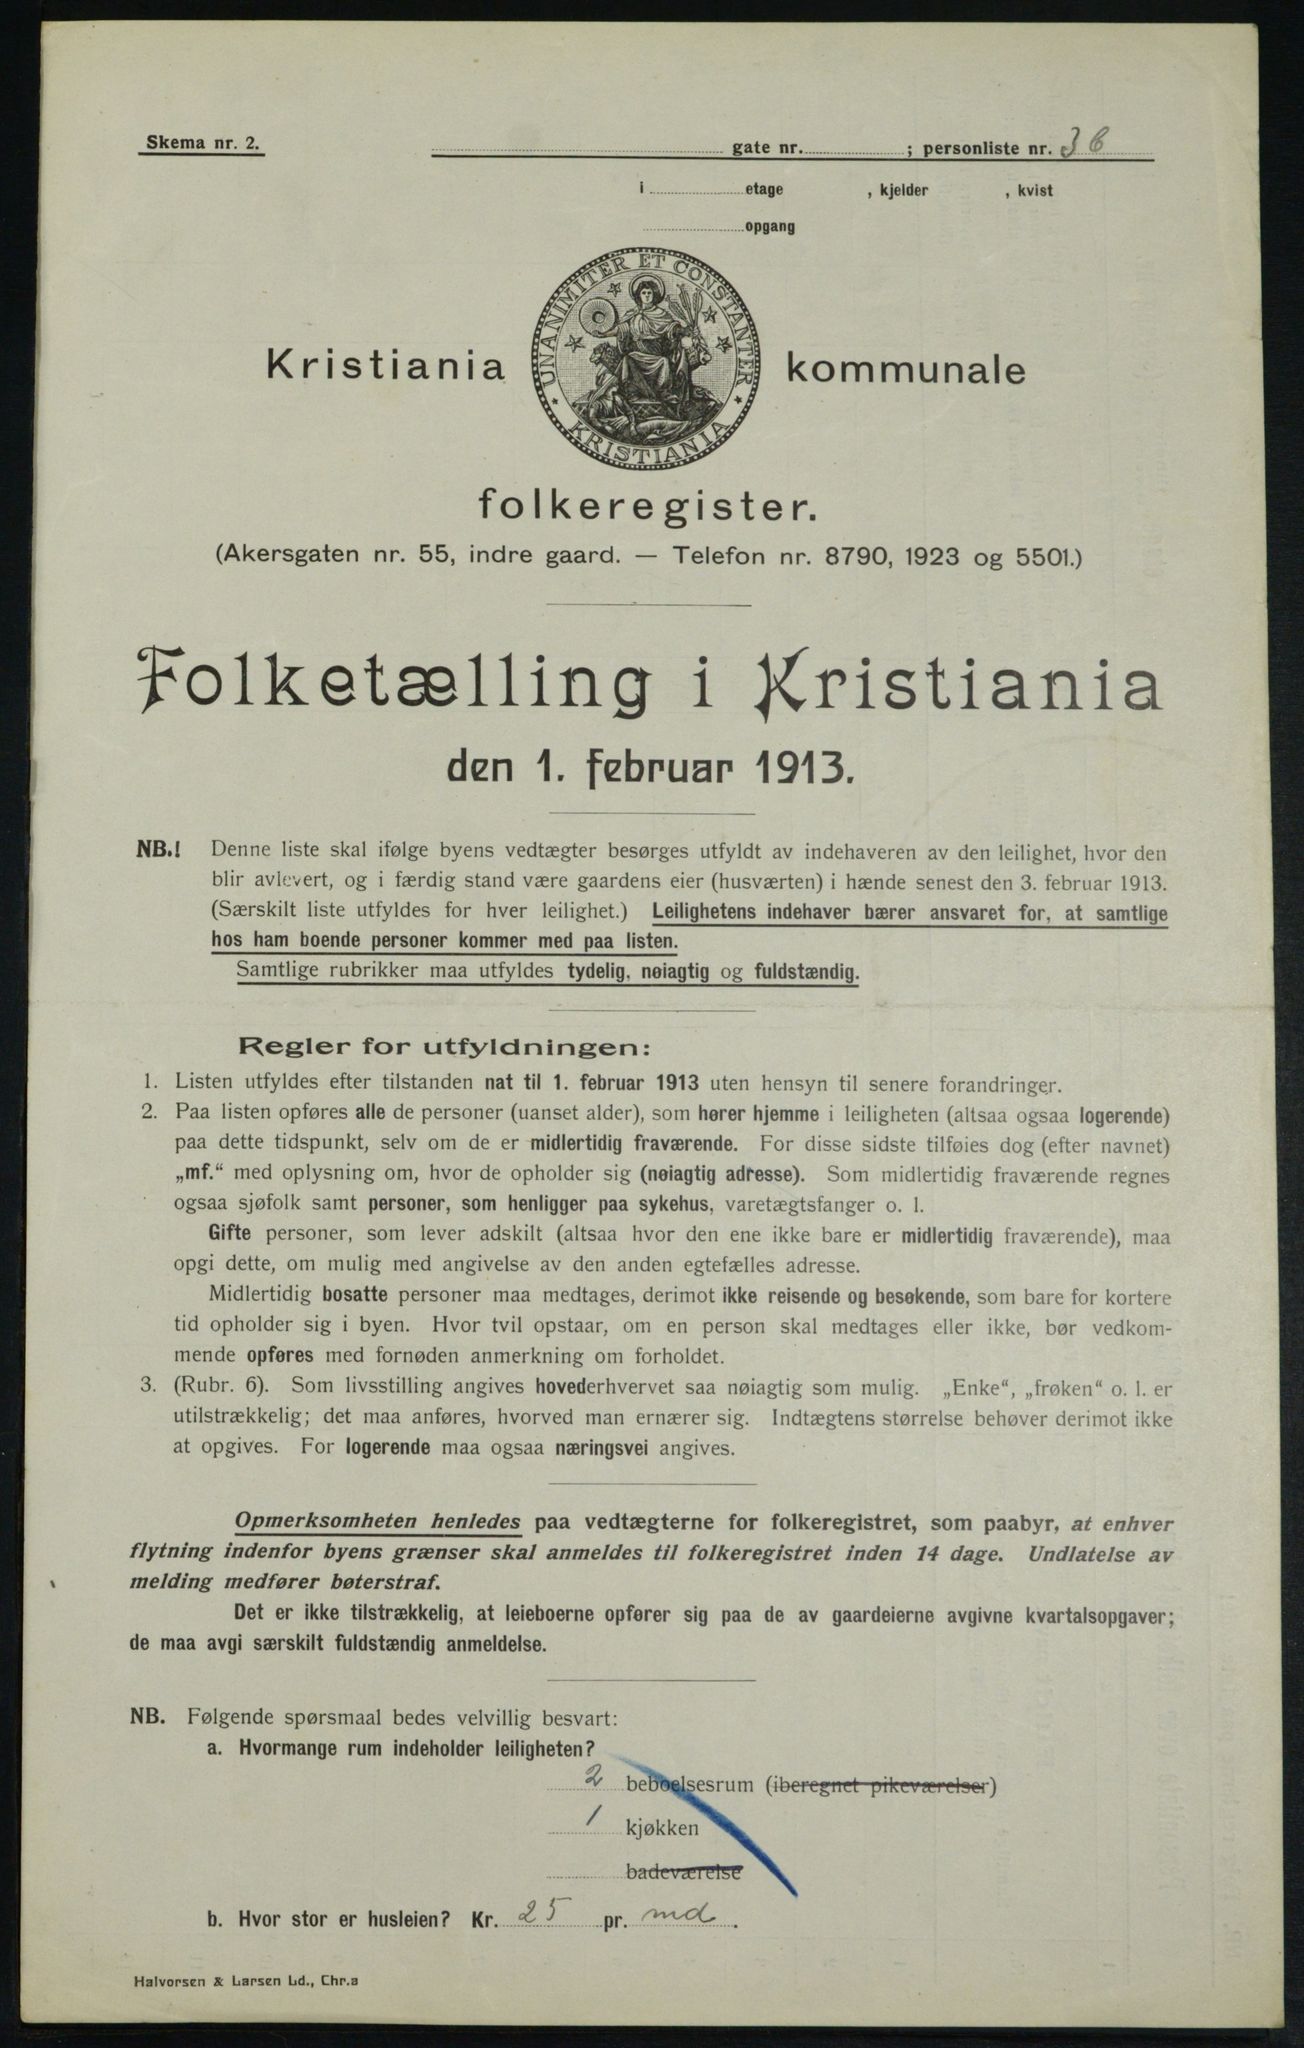 Skema nr. 2.
gate nr. ; personliste nr. 36
i etage , kjelder , kvist
opgang
UNANIMITER ET CONSTANTER
KRISTIANIA
Kristiania kommunale
folkeregister.
(Akersgaten nr. 55, indre gaard. — Telefon nr. 8790, 1923 og 5501.)
Folketælling i Kristiania
den 1. februar 1913.
NB.! Denne liste skal ifølge byens vedtægter besørges utfyldt av indehaveren av den leilighet, hvor den
blir avlevert, og i færdig stand være gaardens eier (husværten) i hænde senest den 3. februar 1913.
(Særskilt liste utfyldes for hver leilighet.) Leilighetens indehaver bærer ansvaret for, at samtlige
hos ham boende personer kommer med paa listen.
Samtlige rubrikker maa utfyldes tydelig, nøiagtig og fuldstændig.
Regler for utfyldningen:
1. Listen utfyldes efter tilstanden nat til 1. februar 1913 uten hensyn til senere forandringer.
2. Paa listen opføres alle de personer (uanset alder), som hører hjemme i leiligheten (altsaa ogsaa logerende)
paa dette tidspunkt, selv om de er midlertidig fraværende. For disse sidste tilføies dog (efter navnet)
„mf.“ med oplysning om, hvor de opholder sig (nøiagtig adresse). Som midlertidig fraværende regnes
ogsaa sjøfolk samt personer, som henligger paa sykehus, varetægtsfanger o. l.
Gifte personer, som lever adskilt (altsaa hvor den ene ikke bare er midlertidig fraværende), maa
opgi dette, om mulig med angivelse av den anden egtefælles adresse.
Midlertidig bosatte personer maa medtages, derimot ikke reisende og besøkende, som bare for kortere
tid opholder sig i byen. Hvor tvil opstaar, om en person skal medtages eller ikke, bør vedkom-
mende opføres med fornøden anmerkning om forholdet.
3. (Rubr. 6). Som livsstilling angives hovederhvervet saa nøiagtig som mulig. „Enke“, „frøken“ o. l. er
utilstrækkelig; det maa anføres, hvorved man ernærer sig. Indtægtens størrelse behøver derimot ikke
at opgives. For logerende maa ogsaa næringsvei angives.
Opmerksomheten henledes paa vedtægterne for folkeregistret, som paabyr, at enhver
flytning indenfor byens grænser skal anmeldes til folkeregistret inden 14 dage. Undlatelse av
melding medfører bøterstraf.
Det er ikke tilstrækkelig, at leieboerne opfører sig paa de av gaardeierne avgivne kvartalsopgaver;
de maa avgi særskilt fuldstændig anmeldelse.
NB. Følgende spørsmaal bedes velvillig besvart:
a. Hvormange rum indeholder leiligheten?
2 beboelsesrum (iberegnet pikeværelser)
1 kjøkken
badeværelse
b. Hvor stor er husleien? Kr. 25 pr. md.
Halvorsen & Larsen Ld., Chr.a